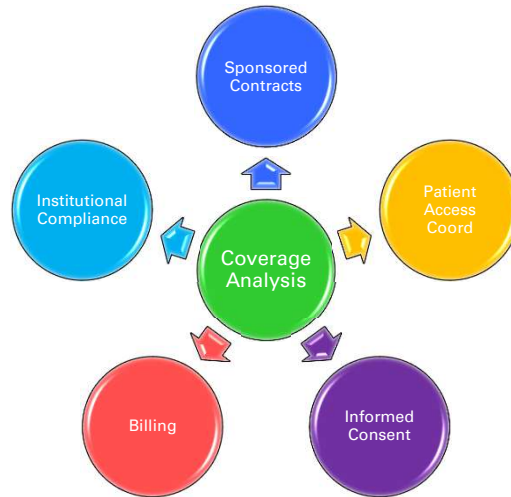 Sponsored
Contracts
Institutional
Compliance
Patient
Access
Coord
Coverage
Analysis
Billing
Informed
Consent